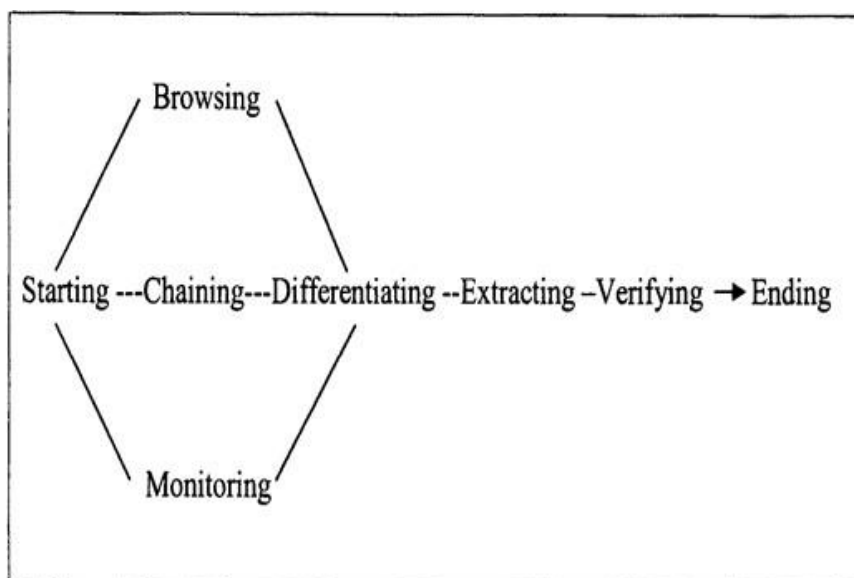 Browsing
Starting ---Chaining---Differentiating --Extracting –Verifying → Ending
Monitoring